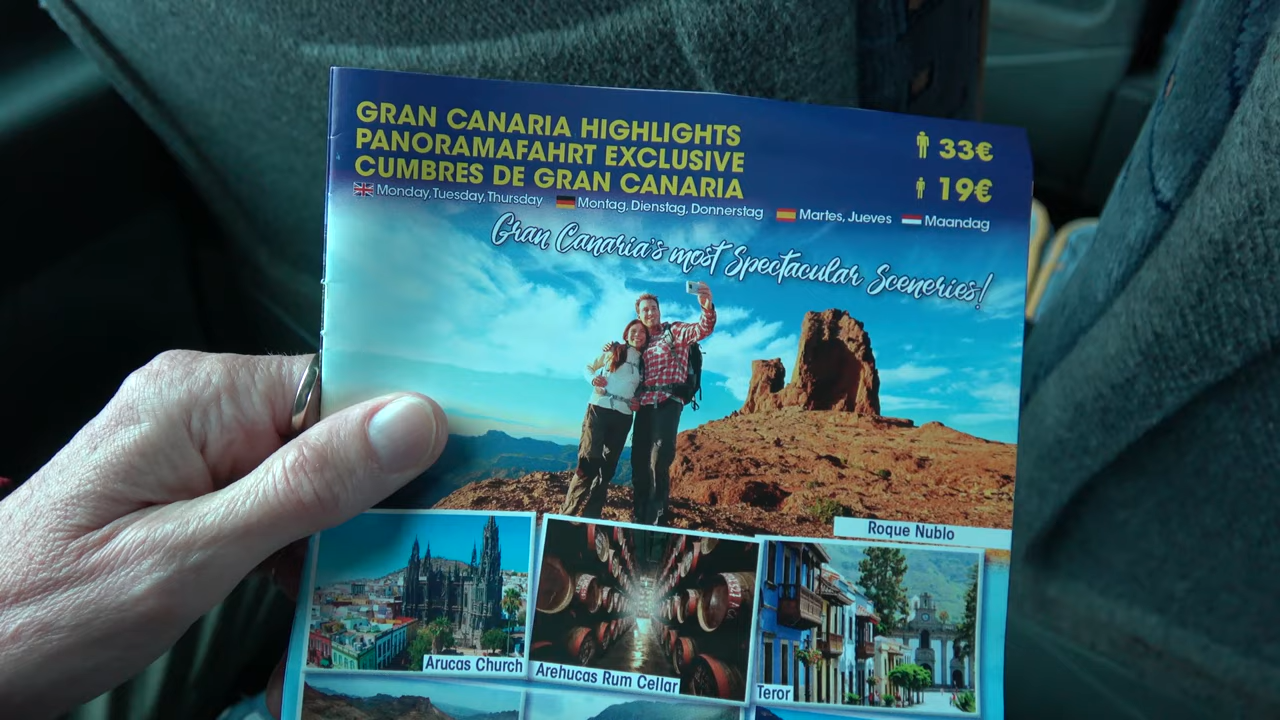 GRAN CANARIA HIGHLIGHTS
PANORAMAFAHRT EXCLUSIVE
CUMBRES DE GRAN CANARIA
33€
19€
Monday, Tuesday, Thursday Montag, Dienstag, Donnerstag Martes, Jueves Maandag
Gran Canaria's most Spectacular Sceneries!
Roque Nublo
Arucas Church
Arehucas Rum Cellar
Teror